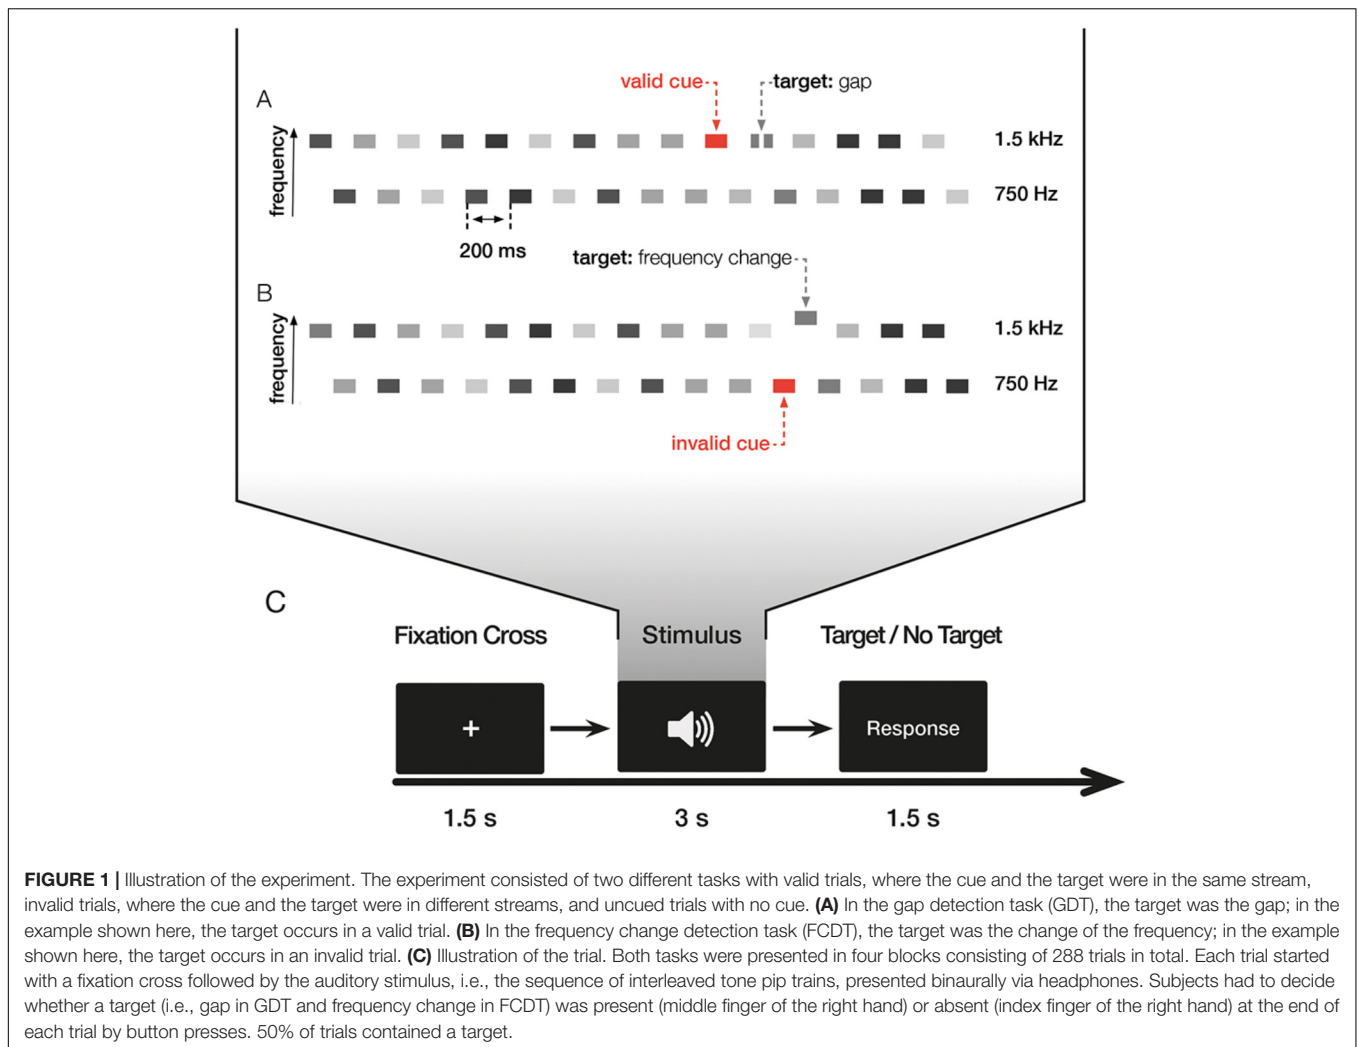 valid cue
target: gap
A
frequency
1.5 kHz
750 Hz
200 ms
target: frequency change
B
frequency
1.5 kHz
750 Hz
invalid cue
C
Fixation Cross
Stimulus
Target / No Target
+
Response
1.5 s
3 s
1.5 s
FIGURE 1 | Illustration of the experiment. The experiment consisted of two different tasks with valid trials, where the cue and the target were in the same stream,
invalid trials, where the cue and the target were in different streams, and uncued trials with no cue. (A) In the gap detection task (GDT), the target was the gap; in the
example shown here, the target occurs in a valid trial. (B) In the frequency change detection task (FCDT), the target was the change of the frequency; in the example
shown here, the target occurs in an invalid trial. (C) Illustration of the trial. Both tasks were presented in four blocks consisting of 288 trials in total. Each trial started
with a fixation cross followed by the auditory stimulus, i.e., the sequence of interleaved tone pip trains, presented binaurally via headphones. Subjects had to decide
whether a target (i.e., gap in GDT and frequency change in FCDT) was present (middle finger of the right hand) or absent (index finger of the right hand) at the end of
each trial by button presses. 50% of trials contained a target.